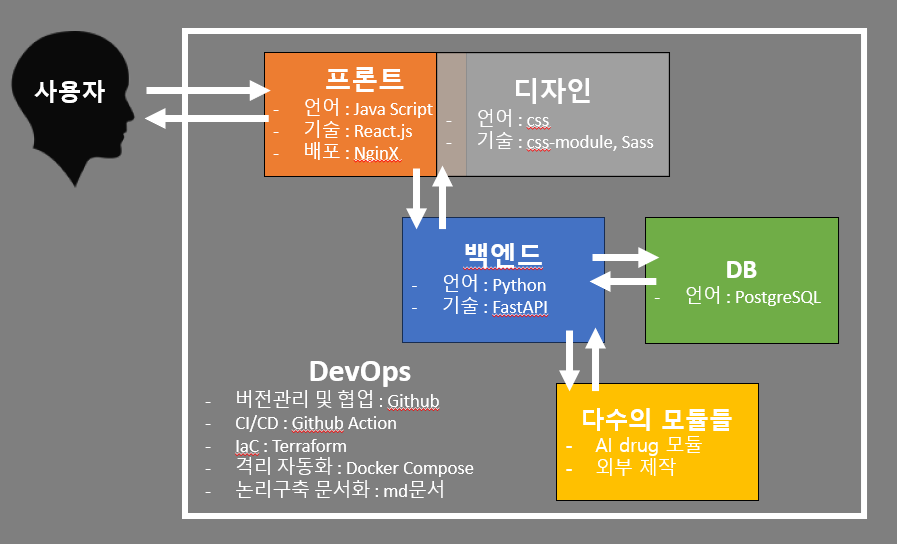 사용자
프론트
- 언어 : Java Script
- 기술 : React.js
- 배포 : NginX
디자인
- 언어 : css
- 기술 : css-module, Sass
백엔드
- 언어 : Python
- 기술 : FastAPI
DB
- 언어 : PostgreSQL
DevOps
- 버전관리 및 협업 : Github
- CI/CD : Github Action
- IaC : Terraform
- 격리 자동화 : Docker Compose
- 논리구축 문서화 : md문서
다수의 모듈들
- AI drug 모듈
- 외부 제작